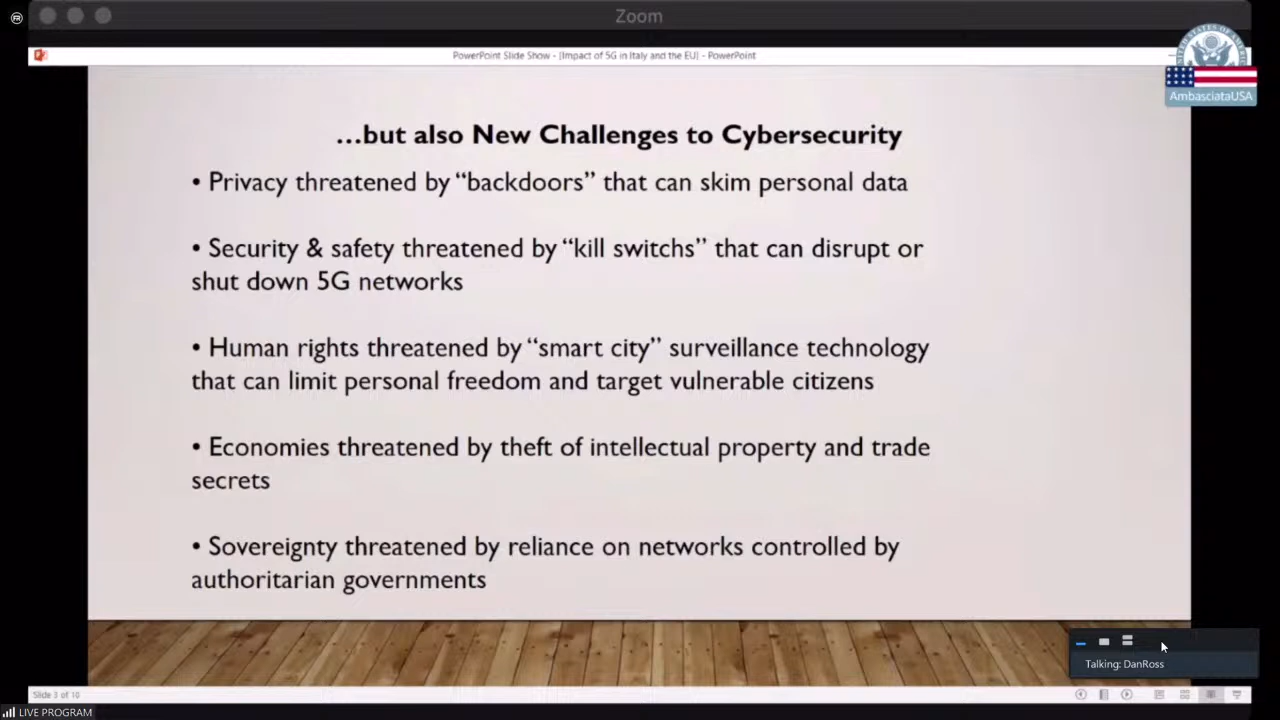 Zoom
PowerPoint Slide Show - [Impact of 5G in Italy and the EU] - PowerPoint
AmbasciataUSA
...but also New Challenges to Cybersecurity
• Privacy threatened by “backdoors” that can skim personal data
• Security & safety threatened by “kill switchs” that can disrupt or
shut down 5G networks
• Human rights threatened by “smart city” surveillance technology
that can limit personal freedom and target vulnerable citizens
• Economies threatened by theft of intellectual property and trade
secrets
• Sovereignty threatened by reliance on networks controlled by
authoritarian governments
Talking: DanRoss
Slide 3 of 10
LIVE PROGRAM